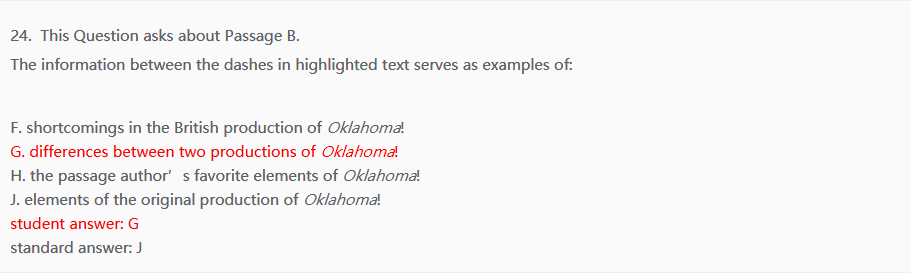 24. This Question asks about Passage B.
The information between the dashes in highlighted text serves as examples of:
F. shortcomings in the British production of Oklahoma!
G. differences between two productions of Oklahoma!
H. the passage author' s favorite elements of Oklahoma!
J. elements of the original production of Oklahoma!
student answer: G
standard answer: J